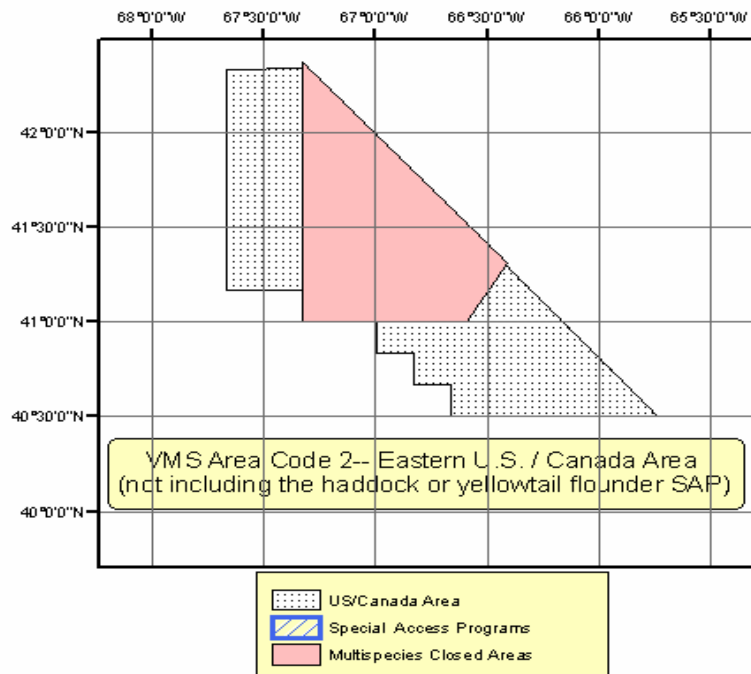 68°0'0"W 67°30'0"W 67°0'0"W 66°30'0"W 66°0'0"W 65°30'0"W
42°0'0"N
41°30'0"N
41°0'0"N
40°30'0"N
40°0'0"N
VMS Area Code 2-- Eastern U.S. / Canada Area
(not including the haddock or yellowtail flounder SAP)
US/Canada Area
Special Access Programs
Multispecies Closed Areas